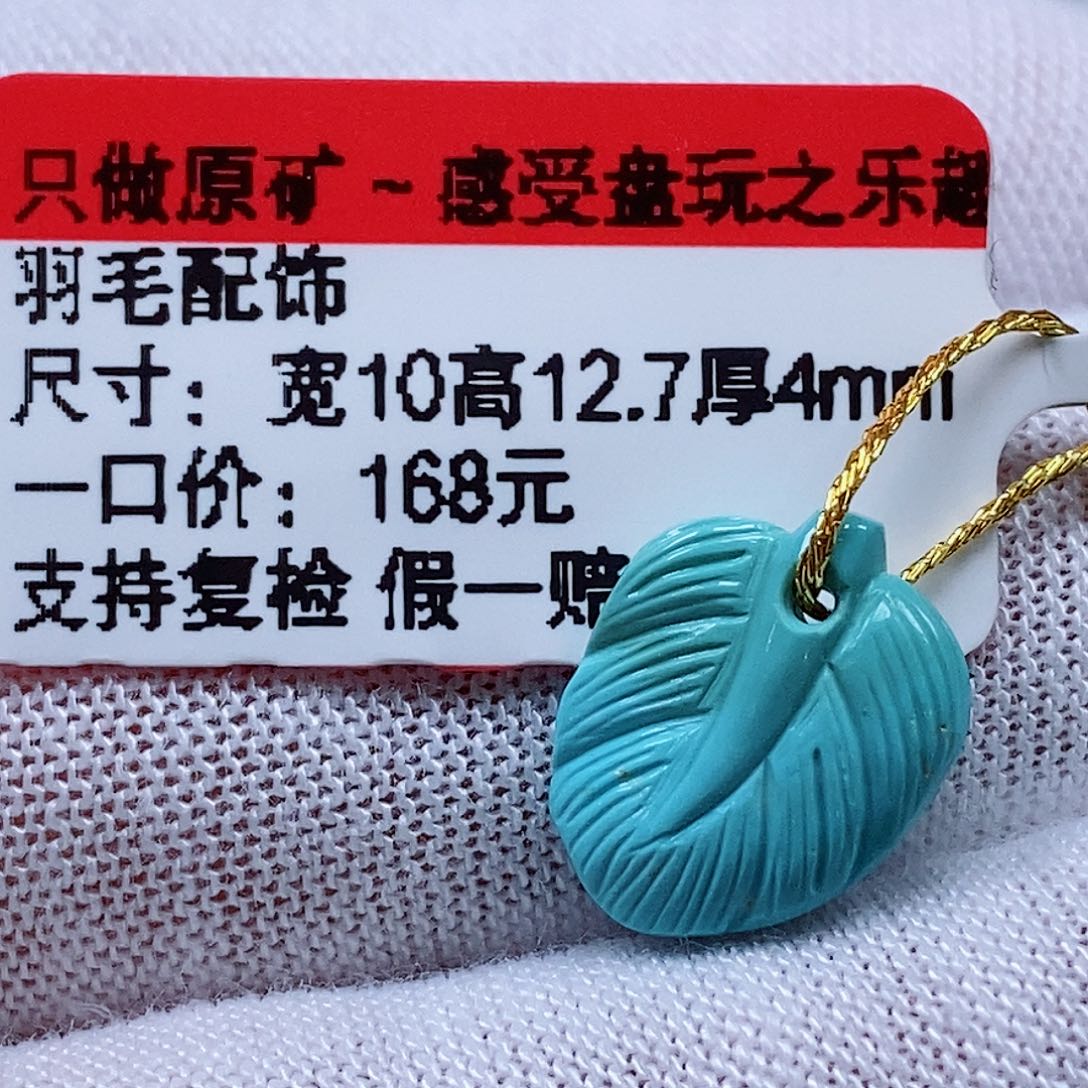 只做原矿 ~ 感受盘玩之乐趣
羽毛配饰
尺寸：宽10高12.7厚4mm
一口价：168元
支持复检 假一赔